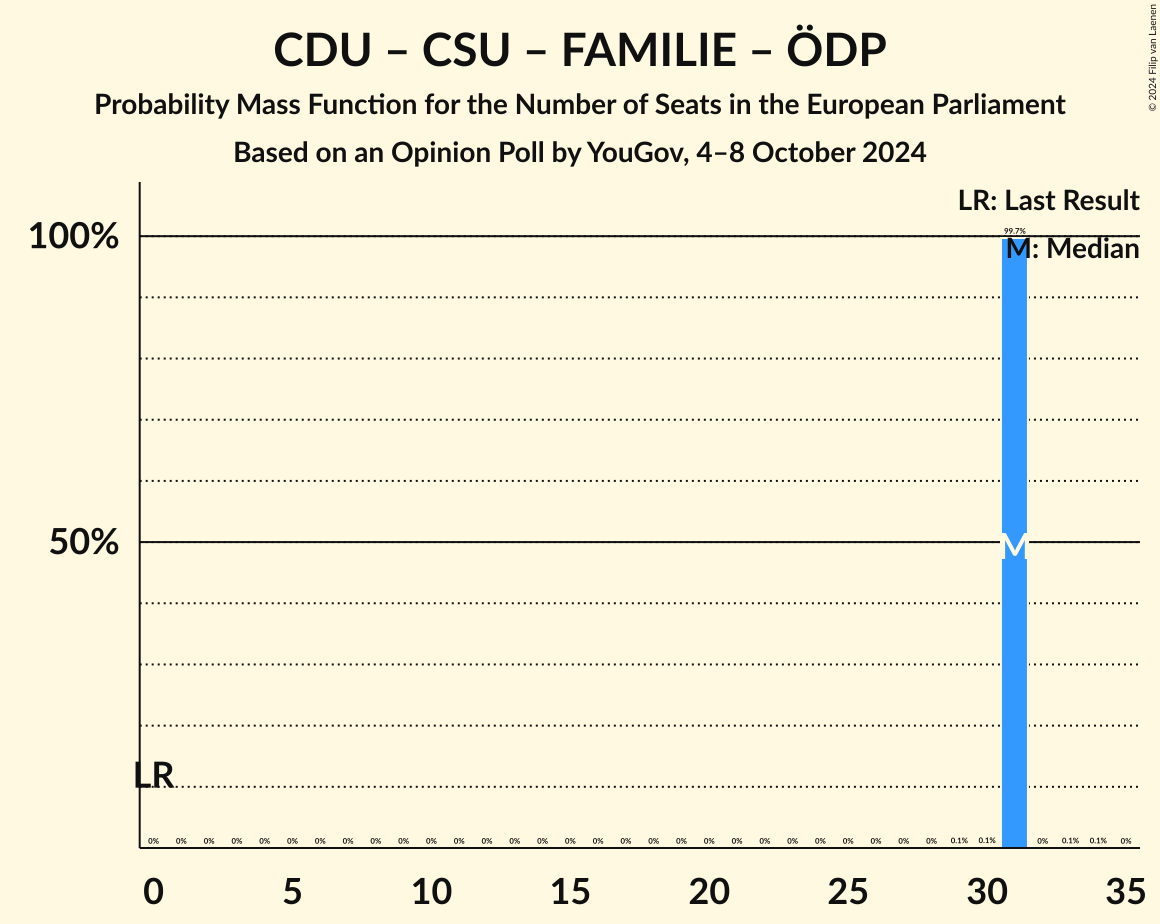 CDU – CSU – FAMILIE – ÖDP
Probability Mass Function for the Number of Seats in the European Parliament
Based on an Opinion Poll by YouGov, 4–8 October 2024
© 2024 Filip van Laenen
LR: Last Result
M: Median
100%
50%
99.7%
M
LR
0% 0% 0% 0% 0% 0% 0% 0% 0% 0% 0% 0% 0% 0% 0% 0% 0% 0% 0% 0% 0% 0% 0% 0% 0% 0% 0% 0% 0% 0.1% 0.1% 0% 0.1% 0.1% 0%
0 5 10 15 20 25 30 35